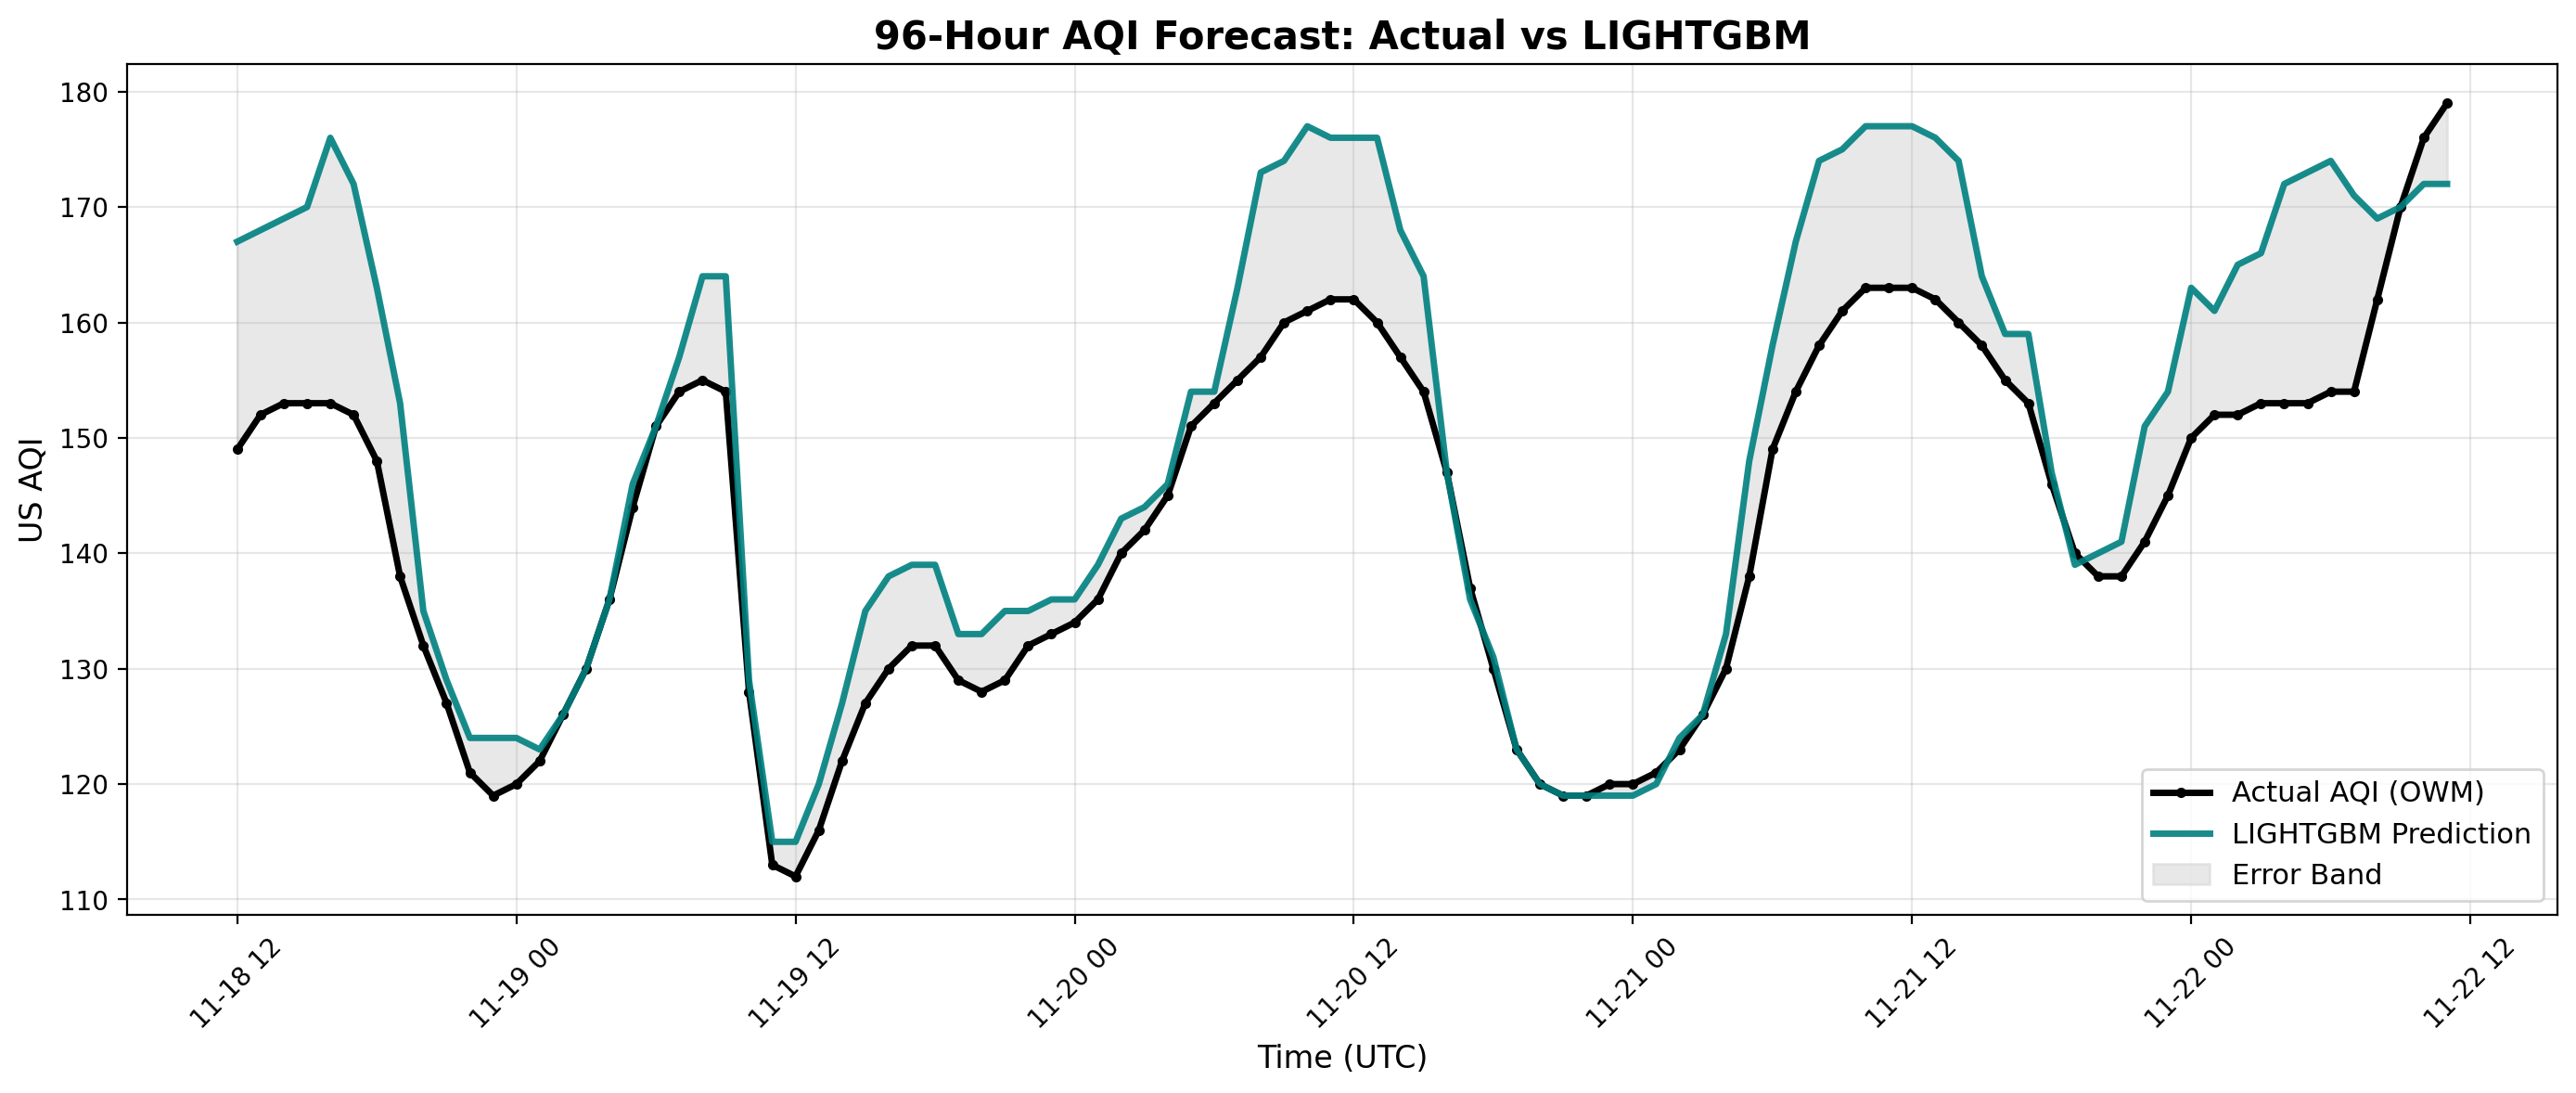 96-Hour AQI Forecast: Actual vs LIGHTGBM
US AQI
180
170
160
150
140
130
120
110
Actual AQI (OWM)
LIGHTGBM Prediction
Error Band
11-18 12
11-19 00
11-19 12
11-20 00
11-20 12
11-21 00
11-21 12
11-22 00
11-22 12
Time (UTC)